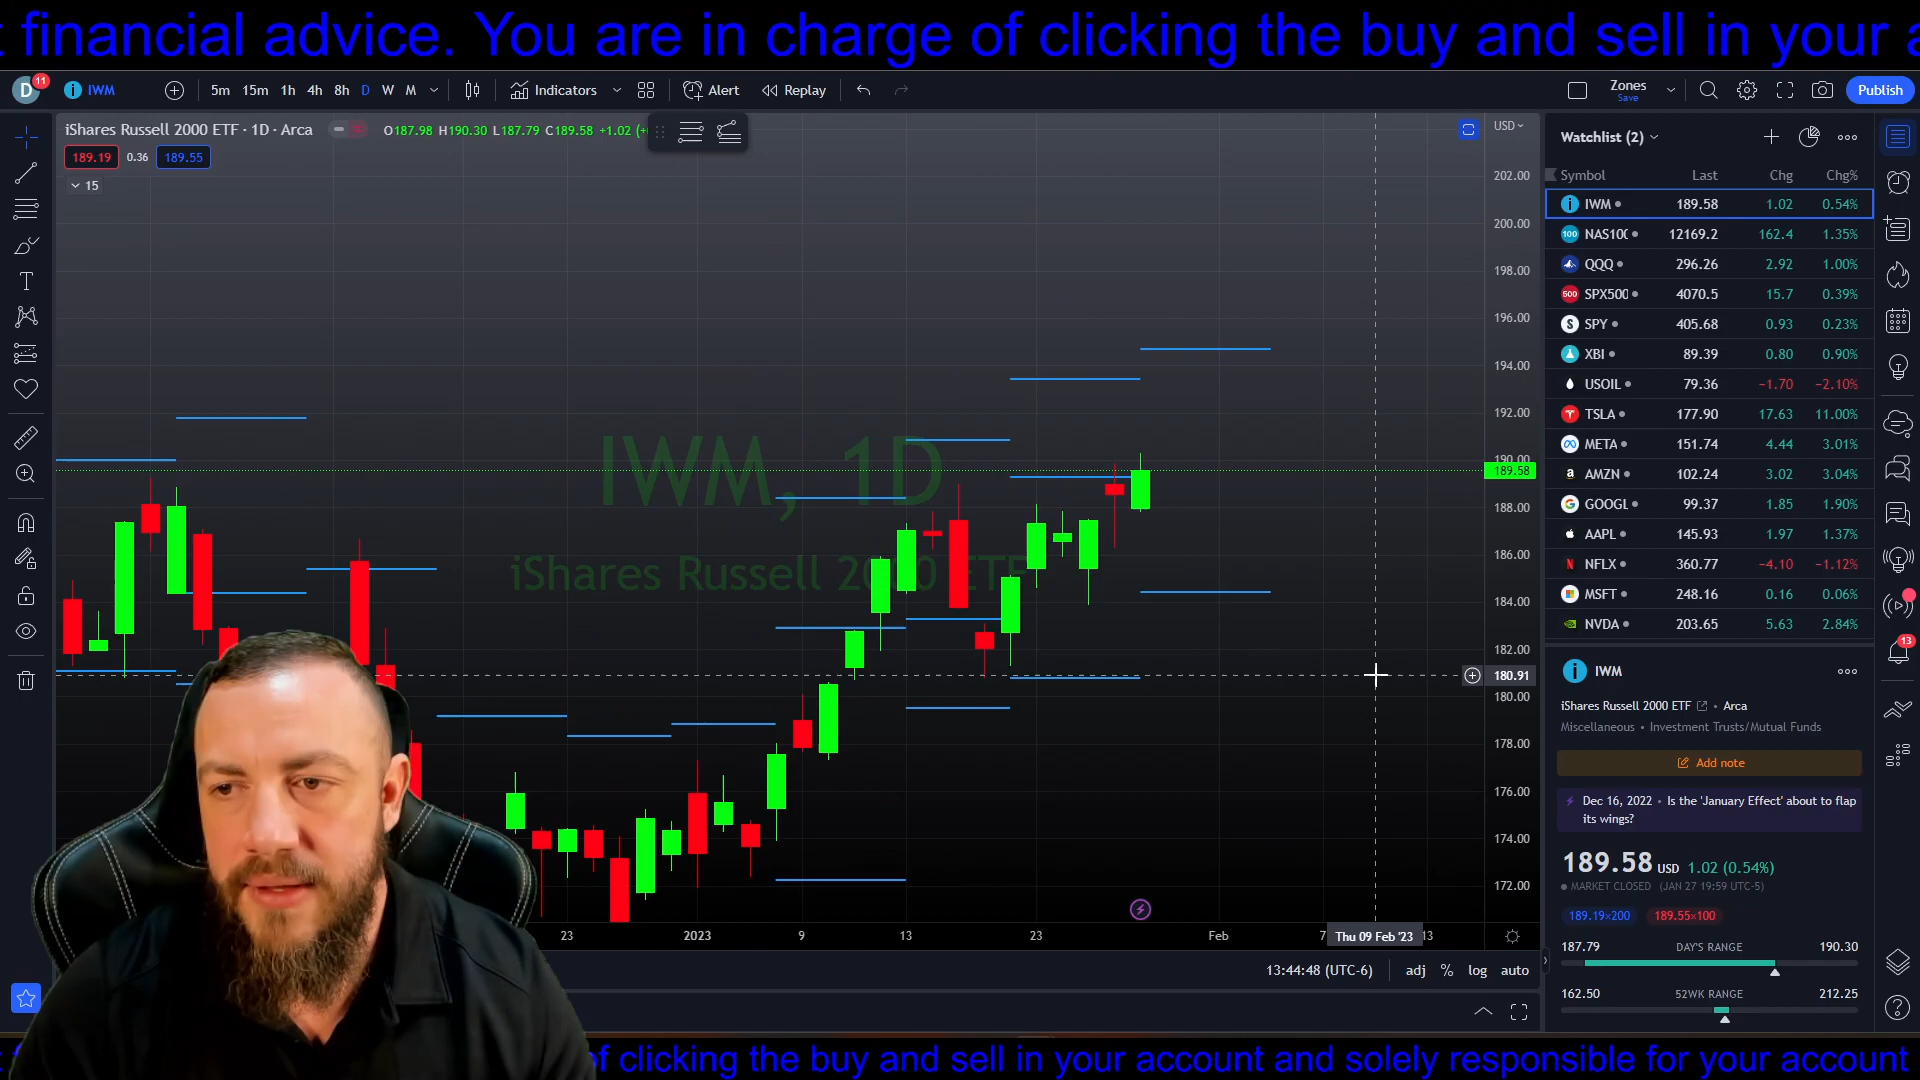 t financial advice. You are in charge of clicking the buy and sell in your a
D 11 IWM 5m 15m 1h 4h 8h D W M Indicators Alert Replay Zones Save Publish
iShares Russell 2000 ETF · 1D · Arca O187.98 H190.30 L187.79 C189.58 +1.02 (+ USD
189.19 0.36 189.55
15
IWM, 1D
iShares Russell 2000 ETF
202.00
200.00
198.00
196.00
194.00
192.00
190.00
189.58
188.00
186.00
184.00
182.00
180.91
180.00
178.00
176.00
174.00
172.00
23 2023 9 13 23 Feb 7 Thu 09 Feb '23 13
13:44:48 (UTC-6) adj % log auto
Watchlist (2)
Symbol Last Chg Chg%
IWM 189.58 1.02 0.54%
100 NAS100 12169.2 162.4 1.35%
QQQ 296.26 2.92 1.00%
500 SPX500 4070.5 15.7 0.39%
S SPY 405.68 0.93 0.23%
XBI 89.39 0.80 0.90%
USOIL 79.36 −1.70 −2.10%
TSLA 177.90 17.63 11.00%
META 151.74 4.44 3.01%
AMZN 102.24 3.02 3.04%
GOOGL 99.37 1.85 1.90%
AAPL 145.93 1.97 1.37%
NFLX 360.77 −4.10 −1.12%
MSFT 248.16 0.16 0.06%
NVDA 203.65 5.63 2.84%
13
IWM
iShares Russell 2000 ETF • Arca
Miscellaneous • Investment Trusts/Mutual Funds
Add note
Dec 16, 2022 • Is the 'January Effect' about to flap
its wings?
189.58 USD 1.02 (0.54%)
MARKET CLOSED (JAN 27 19:59 UTC-5)
189.19×200 189.55×100
187.79 DAY'S RANGE 190.30
162.50 52WK RANGE 212.25
of clicking the buy and sell in your account and solely responsible for your account